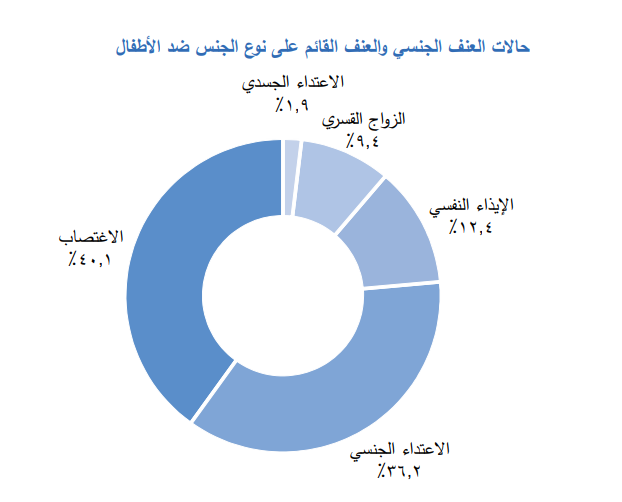 حالات العنف الجنسي والعنف القائم على نوع الجنس ضد الأطفال
الاعتداء الجسدي
٪١,٩
الزواج القسري
٪٩,٤
الإيذاء النفسي
٪١٢,٤
الاغتصاب
٪٤٠,١
الاعتداء الجنسي
٪٣٦,٢